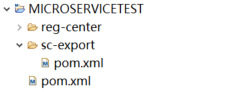 MICROSERVICETEST
reg-center
sc-export
pom.xml
pom.xml